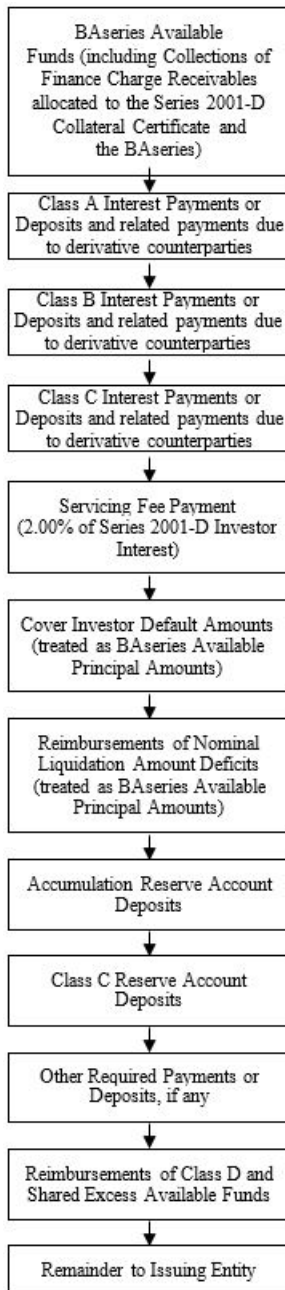 BAseries Available
Funds (including Collections of
Finance Charge Receivables
allocated to the Series 2001-D
Collateral Certificate and
the BAseries)
Class A Interest Payments or
Deposits and related payments due
to derivative counterparties
Class B Interest Payments or
Deposits and related payments due
to derivative counterparties
Class C Interest Payments or
Deposits and related payments due
to derivative counterparties
Servicing Fee Payment
(2.00% of Series 2001-D Investor
Interest)
Cover Investor Default Amounts
(treated as BAseries Available
Principal Amounts)
Reimbursements of Nominal
Liquidation Amount Deficits
(treated as BAseries Available
Principal Amounts)
Accumulation Reserve Account
Deposits
Class C Reserve Account
Deposits
Other Required Payments or
Deposits, if any
Reimbursements of Class D and
Shared Excess Available Funds
Remainder to Issuing Entity